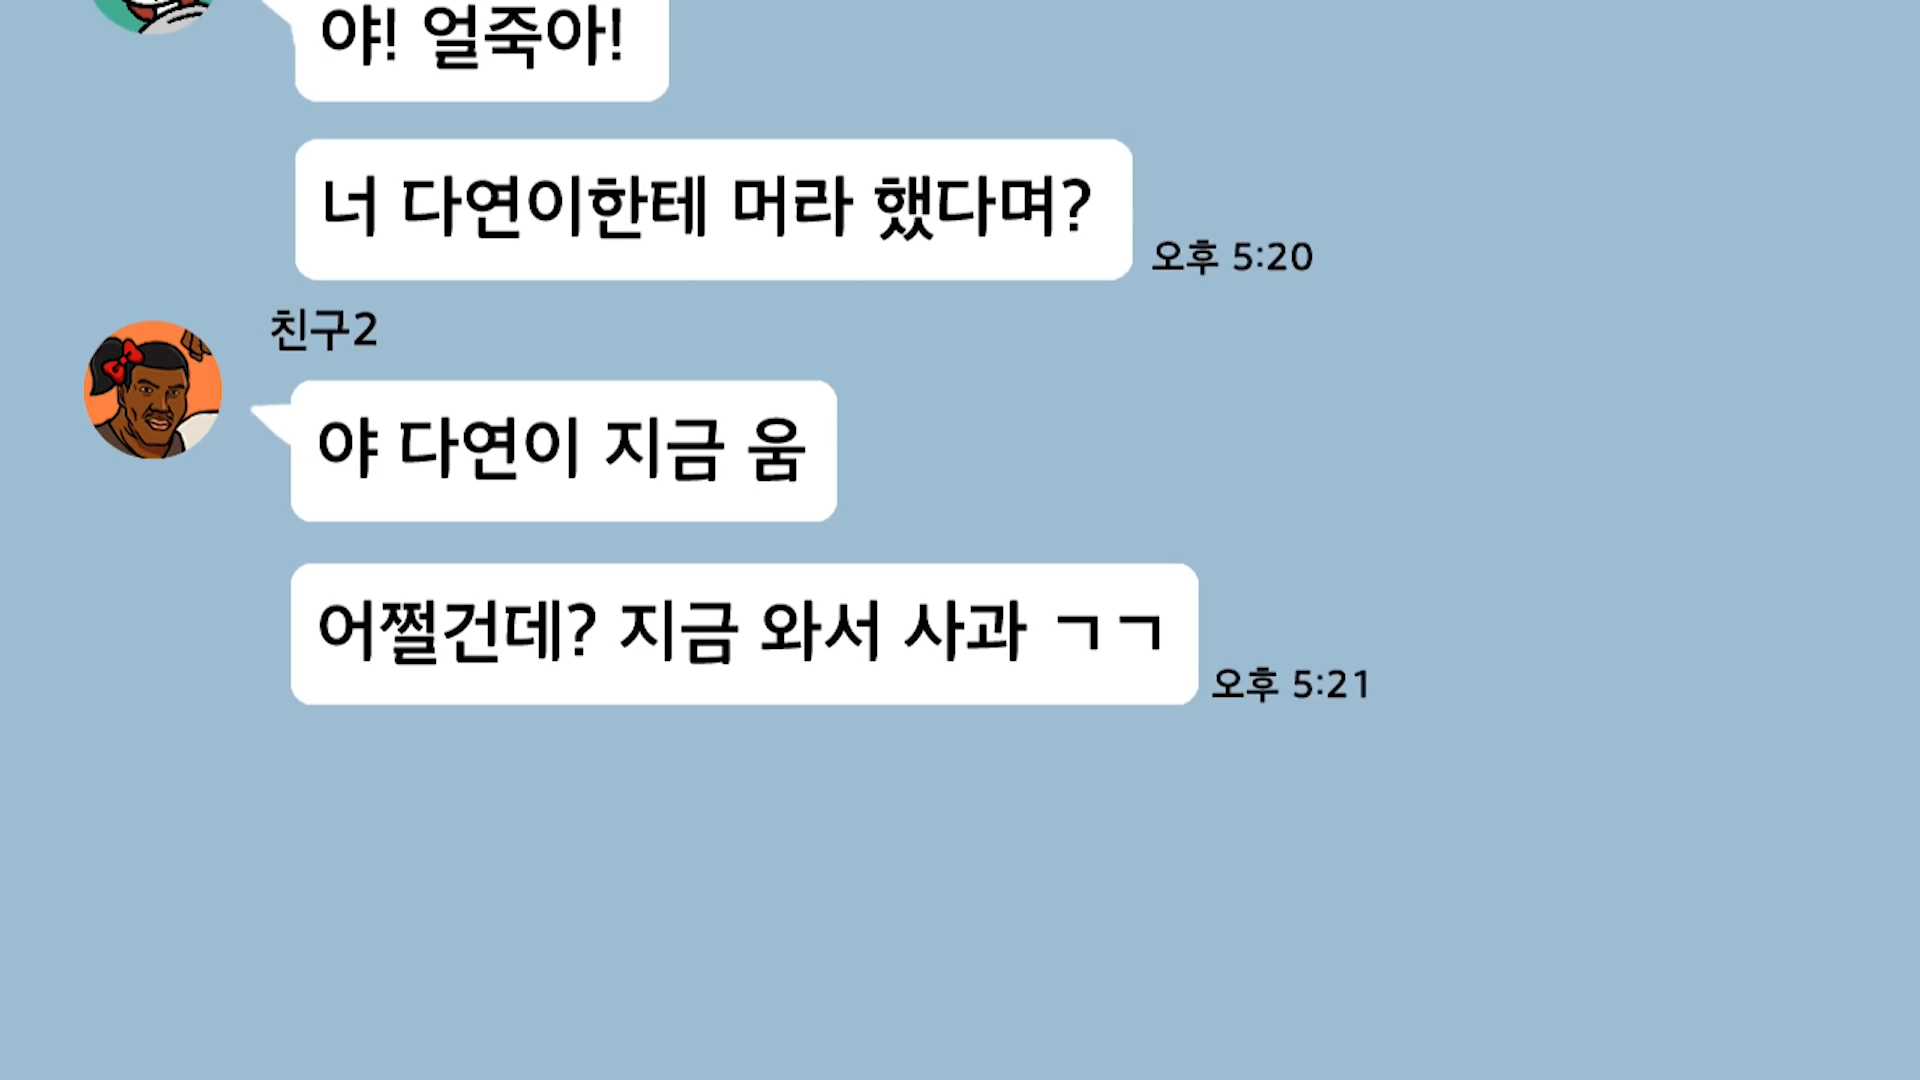 야! 얼죽아!
너 다연이한테 머라 했다며?
오후 5:20
친구2
야 다연이 지금 움
어쩔건데? 지금 와서 사과 ㄱㄱ
오후 5:21